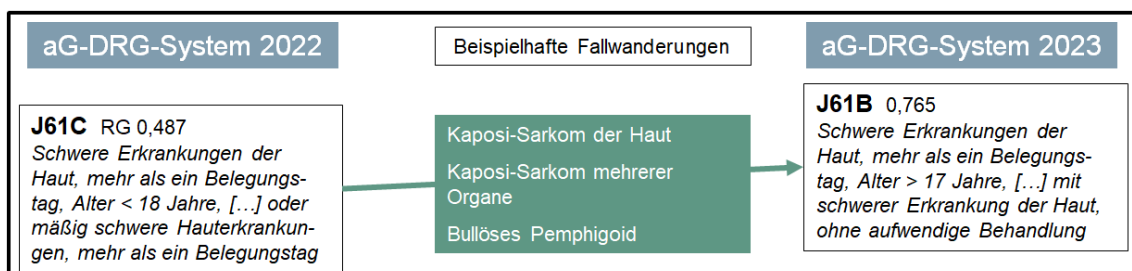 aG-DRG-System 2022
Beispielhafte Fallwanderungen
aG-DRG-System 2023
J61C RG 0,487
Schwere Erkrankungen der
Haut, mehr als ein Belegungs-
tag, Alter < 18 Jahre, [...] oder
mäßig schwere Hauterkrankun-
gen, mehr als ein Belegungstag
Kaposi-Sarkom der Haut
Kaposi-Sarkom mehrerer
Organe
Bullöses Pemphigoid
J61B 0,765
Schwere Erkrankungen der
Haut, mehr als ein Belegungs-
tag, Alter > 17 Jahre, [...] mit
schwerer Erkrankung der Haut,
ohne aufwendige Behandlung